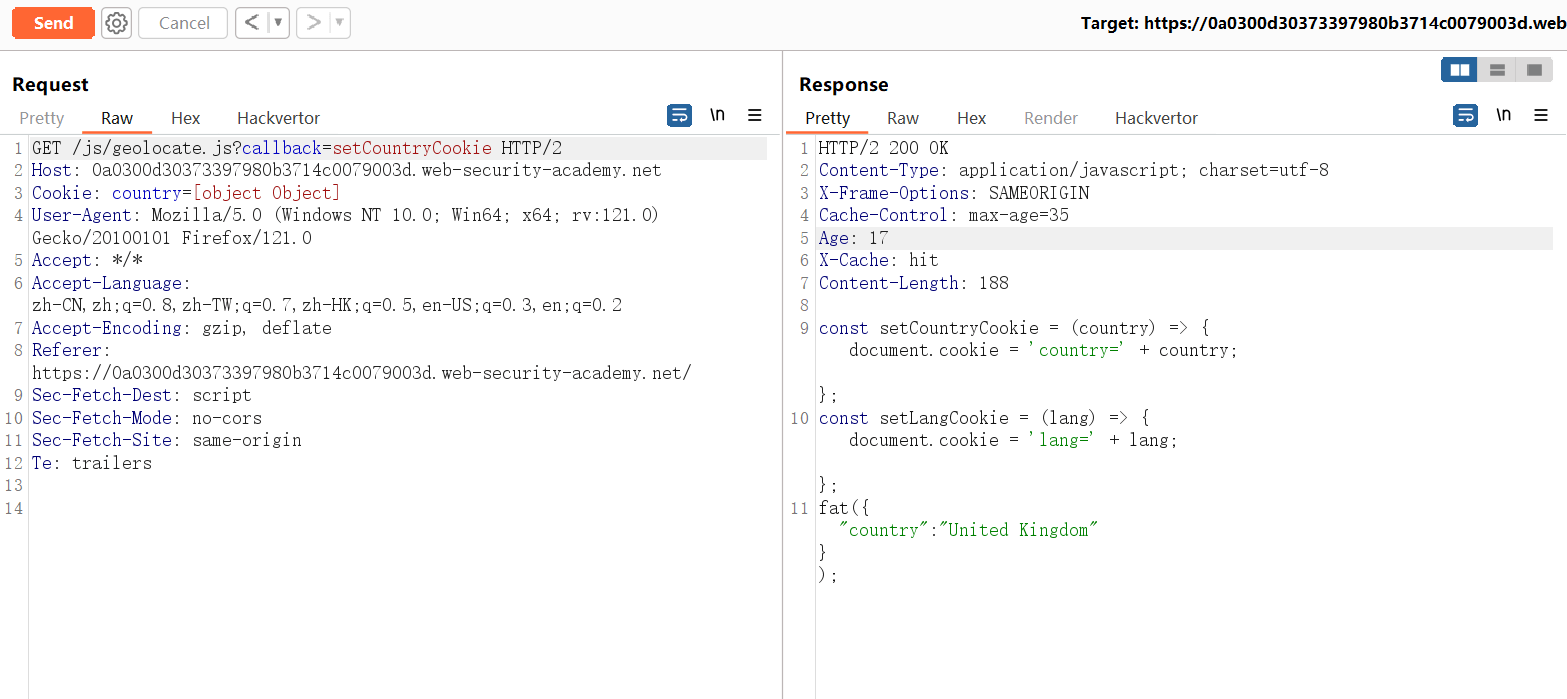 Send
Cancel
<
>
Target: https://0a0300d30373397980b3714c0079003d.web
Request
Pretty Raw Hex Hackvertor
\n
1 GET /js/geolocate.js?callback=setCountryCookie HTTP/2
2 Host: 0a0300d30373397980b3714c0079003d.web-security-academy.net
3 Cookie: country=[object Object]
4 User-Agent: Mozilla/5.0 (Windows NT 10.0; Win64; x64; rv:121.0)
Gecko/20100101 Firefox/121.0
5 Accept: */*
6 Accept-Language:
zh-CN,zh;q=0.8,zh-TW;q=0.7,zh-HK;q=0.5,en-US;q=0.3,en;q=0.2
7 Accept-Encoding: gzip, deflate
8 Referer:
https://0a0300d30373397980b3714c0079003d.web-security-academy.net/
9 Sec-Fetch-Dest: script
10 Sec-Fetch-Mode: no-cors
11 Sec-Fetch-Site: same-origin
12 Te: trailers
13
14
Response
Pretty Raw Hex Render Hackvertor
\n
1 HTTP/2 200 OK
2 Content-Type: application/javascript; charset=utf-8
3 X-Frame-Options: SAMEORIGIN
4 Cache-Control: max-age=35
5 Age: 17
6 X-Cache: hit
7 Content-Length: 188
8
9 const setCountryCookie = (country) => {
document.cookie = 'country=' + country;
};
10 const setLangCookie = (lang) => {
document.cookie = 'lang=' + lang;
};
11 fat({
"country":"United Kingdom"
}
);